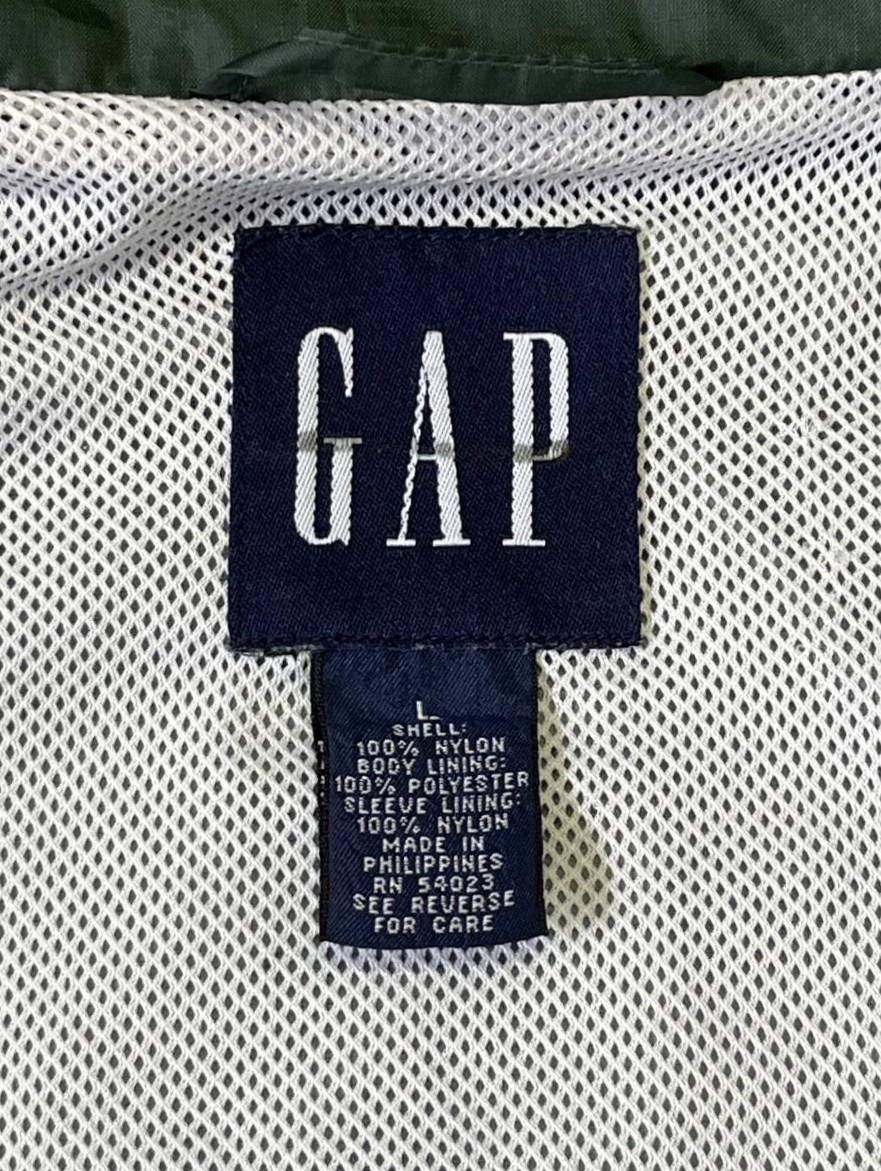 GAP
L
SHELL:
100% NYLON
BODY LINING:
100% POLYESTER
SLEEVE LINING:
100% NYLON
MADE IN
PHILIPPINES
RN 54023
SEE REVERSE
FOR CARE